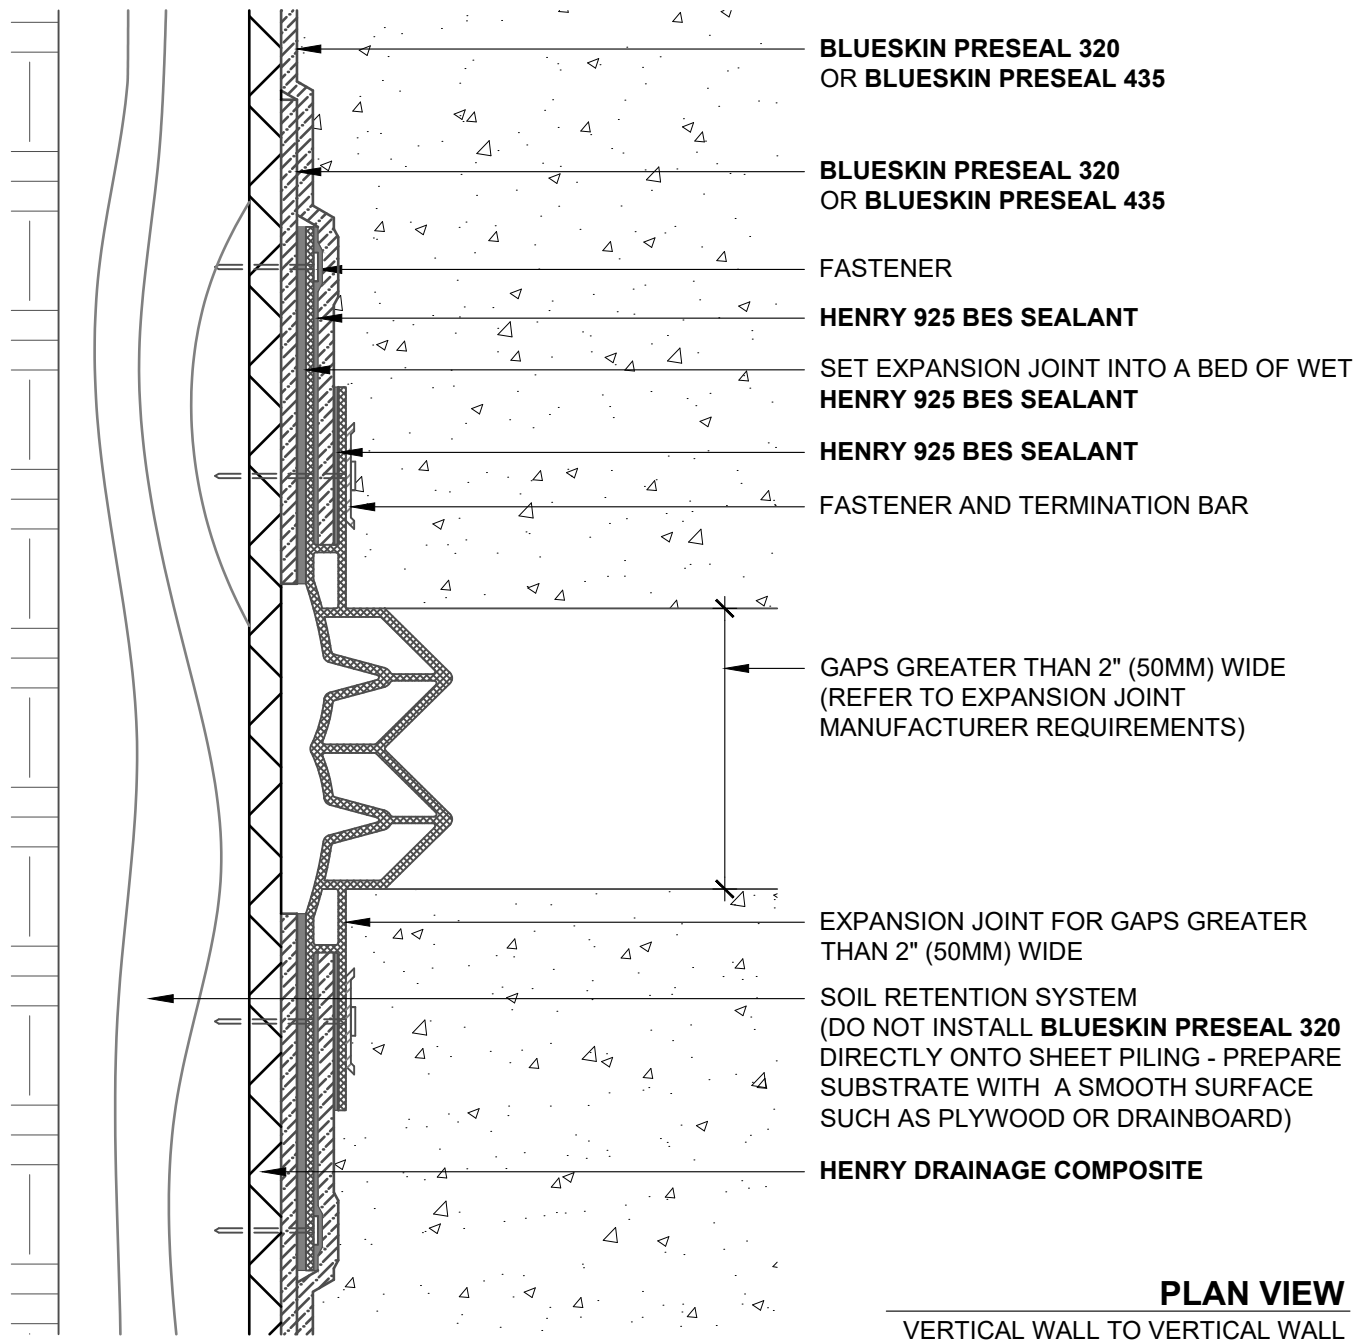 BLUESKIN PRESEAL 320
OR BLUESKIN PRESEAL 435
BLUESKIN PRESEAL 320
OR BLUESKIN PRESEAL 435
FASTENER
HENRY 925 BES SEALANT
SET EXPANSION JOINT INTO A BED OF WET
HENRY 925 BES SEALANT
HENRY 925 BES SEALANT
FASTENER AND TERMINATION BAR
GAPS GREATER THAN 2" (50MM) WIDE
(REFER TO EXPANSION JOINT
MANUFACTURER REQUIREMENTS)
EXPANSION JOINT FOR GAPS GREATER
THAN 2" (50MM) WIDE
SOIL RETENTION SYSTEM
(DO NOT INSTALL BLUESKIN PRESEAL 320
DIRECTLY ONTO SHEET PILING - PREPARE
SUBSTRATE WITH A SMOOTH SURFACE
SUCH AS PLYWOOD OR DRAINBOARD)
HENRY DRAINAGE COMPOSITE
PLAN VIEW
VERTICAL WALL TO VERTICAL WALL